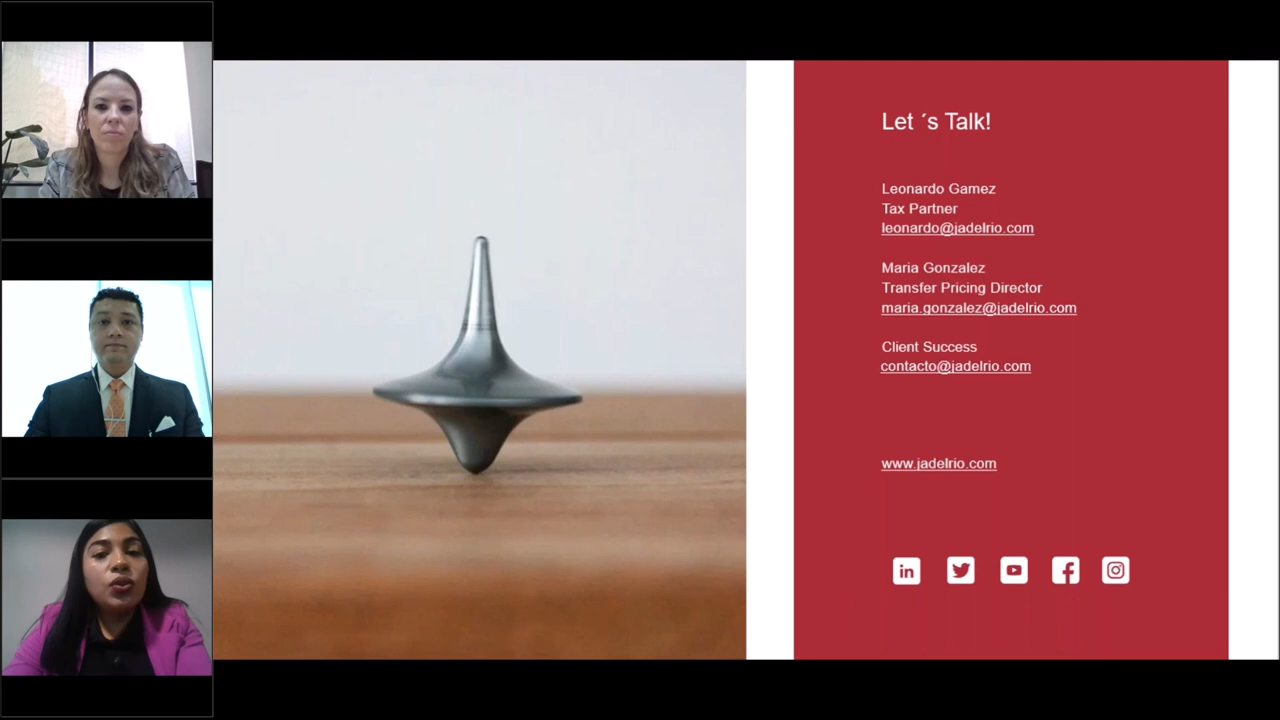 Let ´s Talk!
Leonardo Gamez
Tax Partner
leonardo@jadelrio.com
Maria Gonzalez
Transfer Pricing Director
maria.gonzalez@jadelrio.com
Client Success
contacto@jadelrio.com
www.jadelrio.com
in